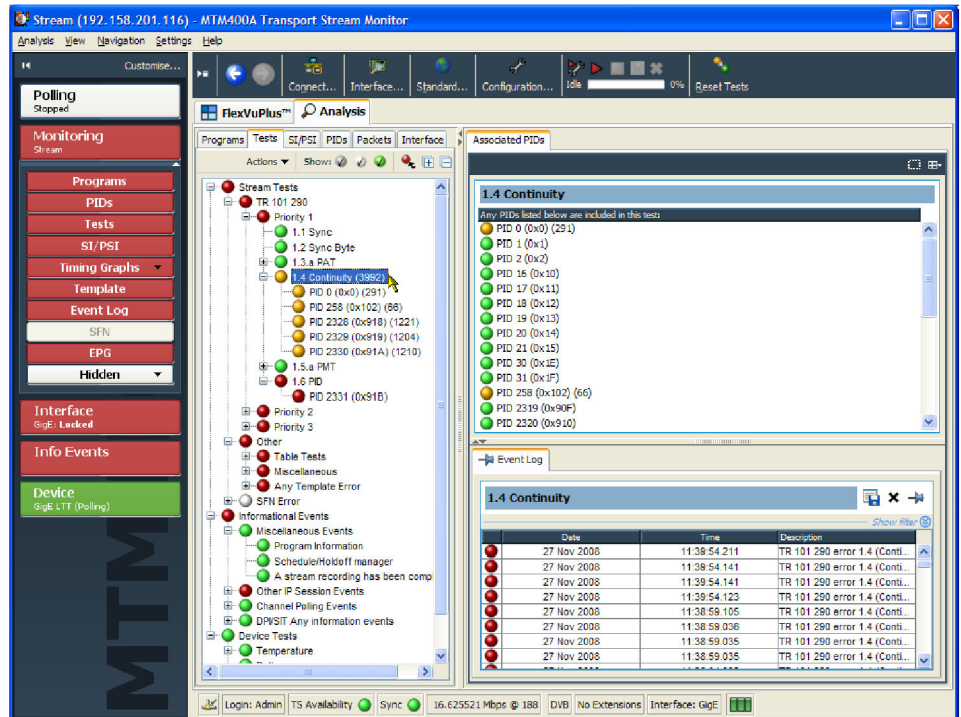 Stream (192.158.201.116) - MTM400A Transport Stream Monitor
Analysis View Navigation Settings Help
Customise...
Connect... Interface... Standard... Configuration... Idle 0% Reset Tests
Polling
Stopped
FlexVuPlus™ Analysis
Monitoring
Stream
Programs
PIDs
Tests
SI/PSI
Timing Graphs
Template
Event Log
SFN
EPG
Hidden
Interface
GigE: Locked
Info Events
Device
GigE LTT (Polling)
MTM
Programs Tests SI/PSI PIDs Packets Interface
Actions Show:
Stream Tests
TR 101 290
Priority 1
1.1 Sync
1.2 Sync Byte
1.3.a PAT
1.4 Continuity (3992)
PID 0 (0x0) (291)
PID 258 (0x102) (66)
PID 2328 (0x918) (1221)
PID 2329 (0x919) (1204)
PID 2330 (0x91A) (1210)
1.5.a PMT
1.6 PID
PID 2331 (0x91B)
Priority 2
Priority 3
Other
Table Tests
Miscellaneous
Any Template Error
SFN Error
Informational Events
Miscellaneous Events
Program Information
Schedule/Holdoff manager
A stream recording has been compl
Other IP Session Events
Channel Polling Events
DPI/SIT Any information events
Device Tests
Temperature
Associated PIDs
1.4 Continuity
Any PIDs listed below are included in this test:
PID 0 (0x0) (291)
PID 1 (0x1)
PID 2 (0x2)
PID 16 (0x10)
PID 17 (0x11)
PID 18 (0x12)
PID 19 (0x13)
PID 20 (0x14)
PID 21 (0x15)
PID 30 (0x1E)
PID 31 (0x1F)
PID 258 (0x102) (66)
PID 2319 (0x90F)
PID 2320 (0x910)
Event Log
1.4 Continuity
Show filter
Date Time Description
27 Nov 2008 11:39:54.211 TR 101 290 error 1.4 (Conti...
27 Nov 2008 11:39:54.141 TR 101 290 error 1.4 (Conti...
27 Nov 2008 11:39:54.141 TR 101 290 error 1.4 (Conti...
27 Nov 2008 11:39:54.123 TR 101 290 error 1.4 (Conti...
27 Nov 2008 11:38:59.105 TR 101 290 error 1.4 (Conti...
27 Nov 2008 11:38:59.036 TR 101 290 error 1.4 (Conti...
27 Nov 2008 11:38:59.035 TR 101 290 error 1.4 (Conti...
27 Nov 2008 11:38:59.035 TR 101 290 error 1.4 (Conti...
Login: Admin TS Availability Sync 16.625521 Mbps @ 188 DVB No Extensions Interface: GigE